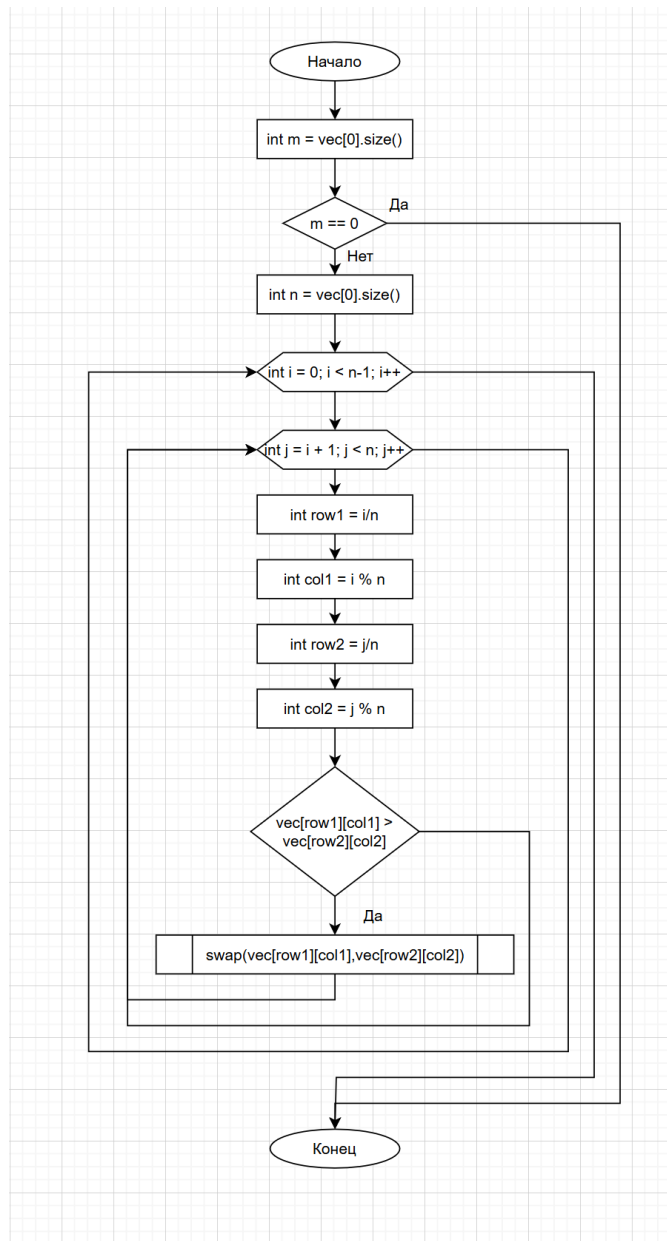 Начало
int m = vec[0].size()
Да
m == 0
Нет
int n = vec[0].size()
int i = 0; i < n-1; i++
int j = i + 1; j < n; j++
int row1 = i/n
int col1 = i % n
int row2 = j/n
int col2 = j % n
vec[row1][col1] >
vec[row2][col2]
Да
swap(vec[row1][col1],vec[row2][col2])
Конец